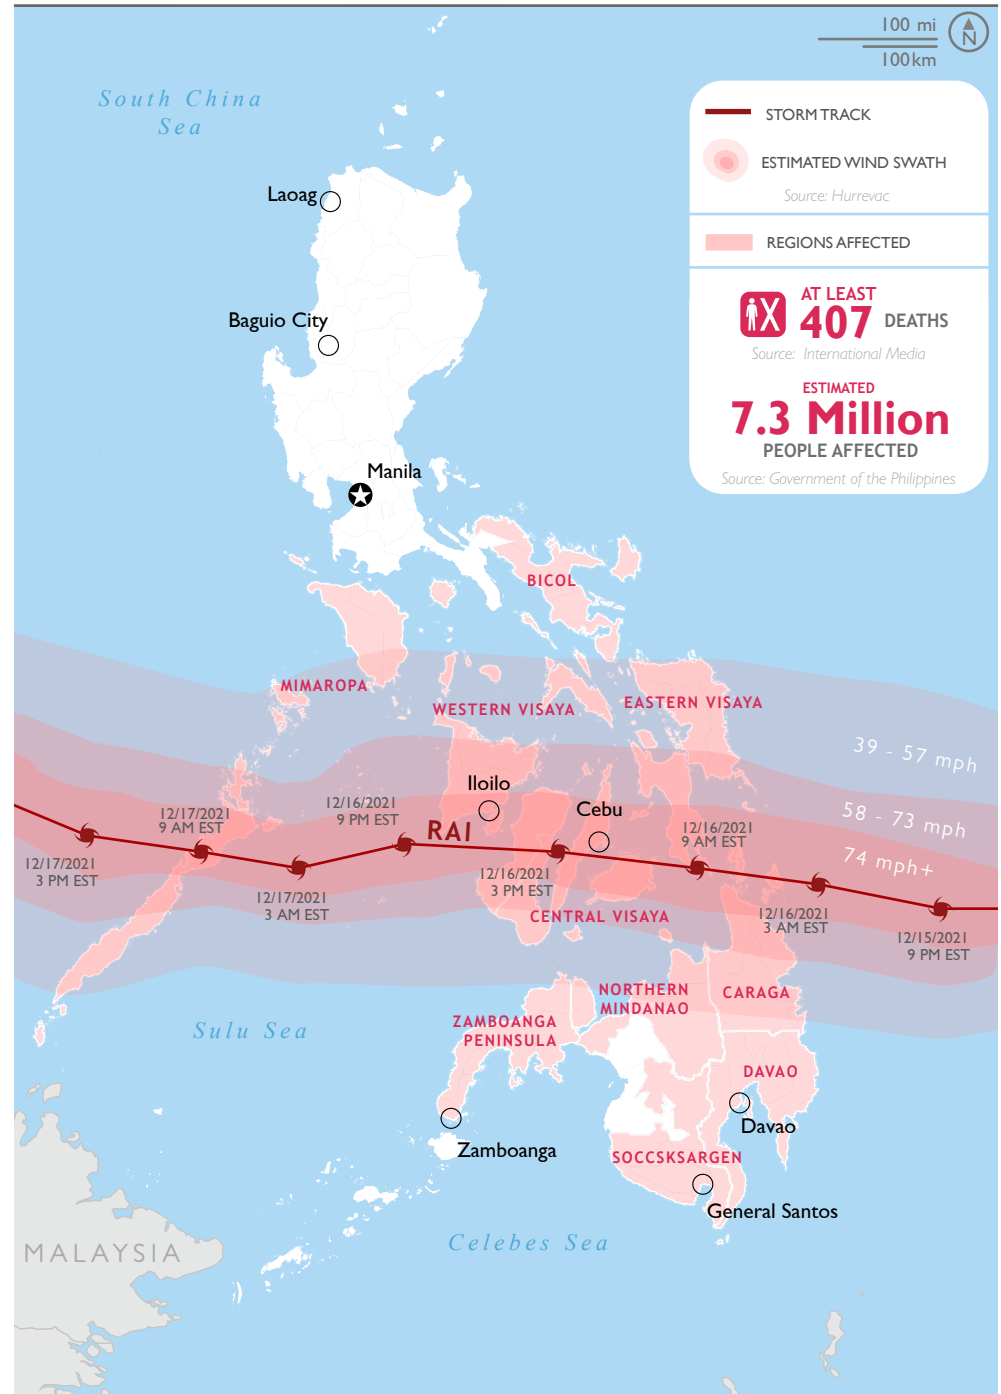 100 mi
N
100km
South China
Sea
STORM TRACK
ESTIMATED WIND SWATH
Source: Hurrevac
REGIONS AFFECTED
AT LEAST
407 DEATHS
Source: International Media
ESTIMATED
7.3 Million
PEOPLE AFFECTED
Source: Government of the Philippines
Laoag
Baguio City
Manila
BICOL
MIMAROPA
WESTERN VISAYA
EASTERN VISAYA
39 - 57 mph
58 - 73 mph
74 mph+
Iloilo
Cebu
RAI
12/17/2021
3 PM EST
12/17/2021
9 AM EST
12/17/2021
3 AM EST
12/16/2021
9 PM EST
12/16/2021
3 PM EST
12/16/2021
9 AM EST
12/16/2021
3 AM EST
12/15/2021
9 PM EST
CENTRAL VISAYA
NORTHERN
MINDANAO
CARAGA
ZAMBOANGA
PENINSULA
Sulu Sea
DAVAO
Davao
Zamboanga
SOCCSKSARGEN
General Santos
Celebes Sea
MALAYSIA